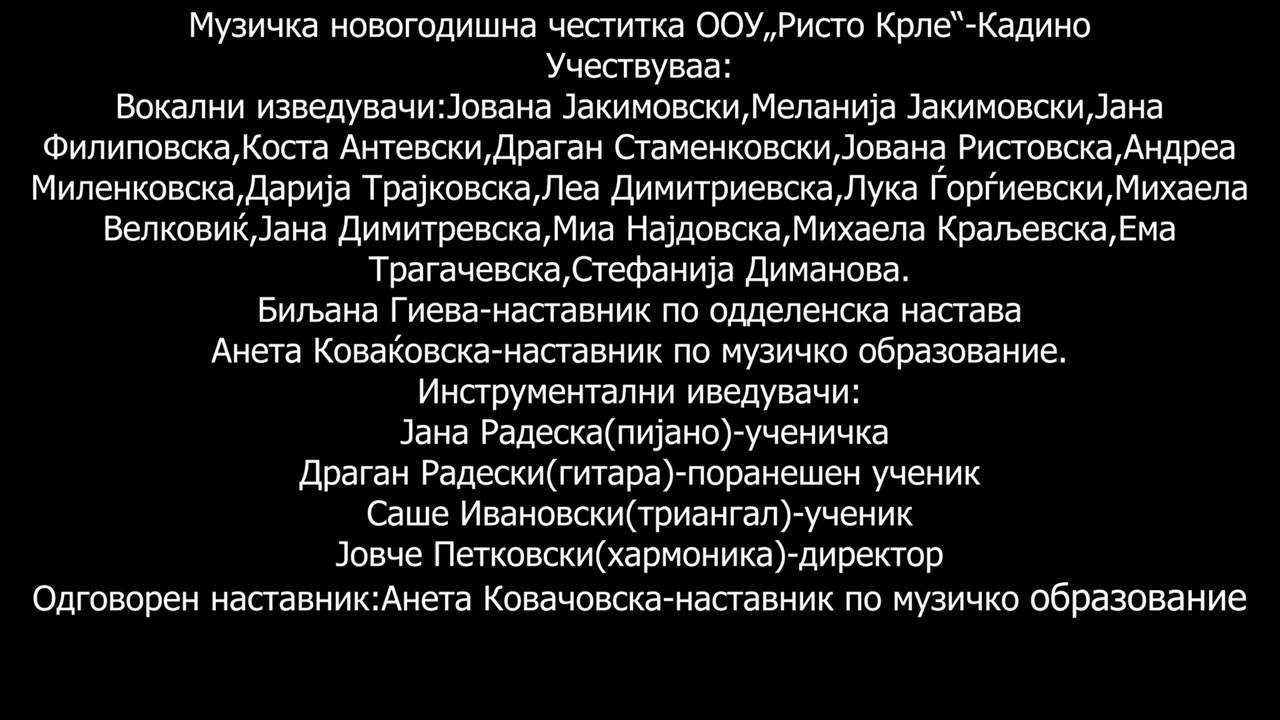 Музичка новогодишна честитка ООУ„Ристо Крле“-Кадино
Учествуваа:
Вокални изведувачи:Јована Јакимовски,Меланија Јакимовски,Јана
Филиповска,Коста Антевски,Драган Стаменковски,Јована Ристовска,Андреа
Миленковска,Дарија Трајковска,Леа Димитриевска,Лука Ѓорѓиевски,Михаела
Велковиќ,Јана Димитревска,Миа Најдовска,Михаела Краљевска,Ема
Трагачевска,Стефанија Диманова.
Биљана Гиева-наставник по одделенска настава
Анета Коваќовска-наставник по музичко образование.
Инструментални иведувачи:
Јана Радеска(пијано)-ученичка
Драган Радески(гитара)-поранешен ученик
Саше Ивановски(триангал)-ученик
Јовче Петковски(хармоника)-директор
Одговорен наставник:Анета Ковачовска-наставник по музичко образование